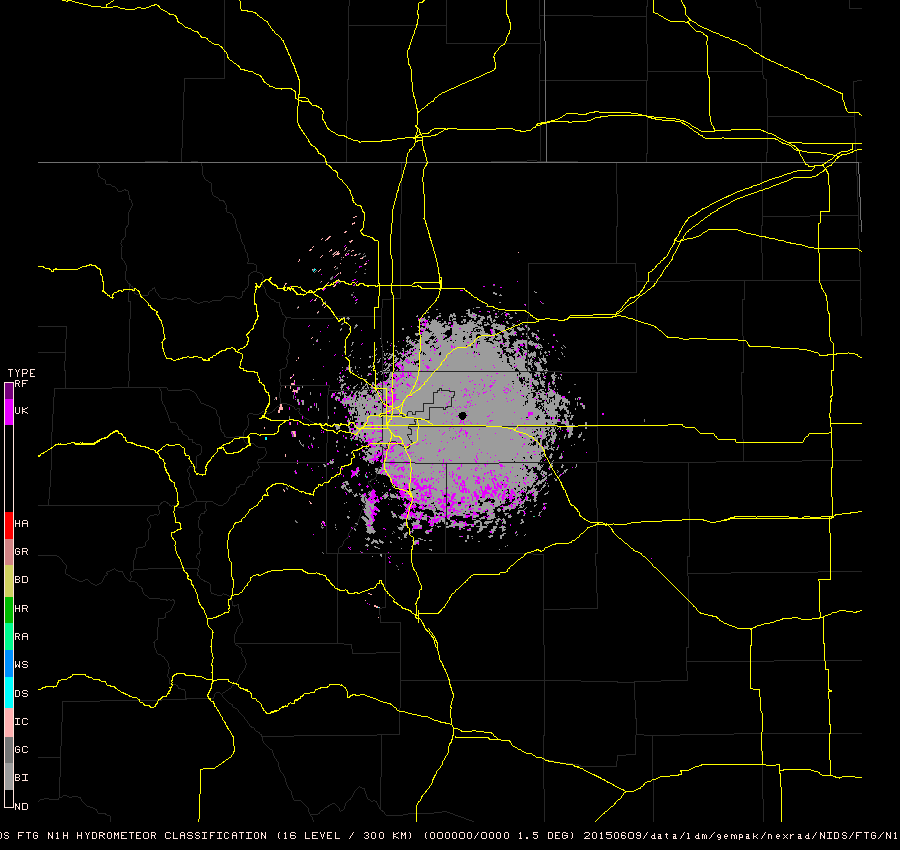 TYPE
RF
UK
HA
GR
BD
HR
RA
WS
DS
IC
GC
BI
ND
DS FTG N1H HYDROMETEOR CLASSIFICATION (16 LEVEL / 300 KM) (000000/0000 1.5 DEG) 20150609/data/ldm/gempak/nexrad/NIDS/FTG/N1